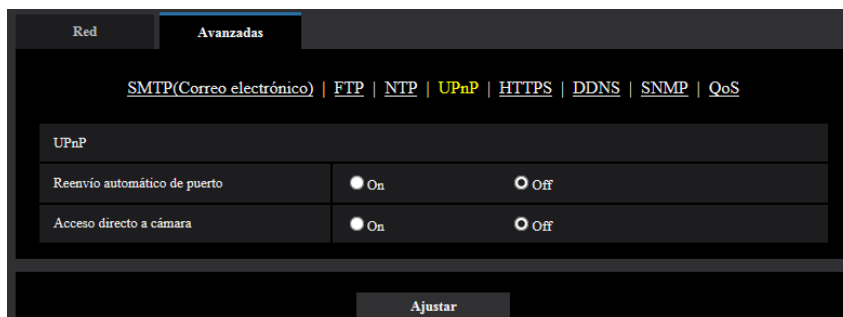 Red Avanzadas
SMTP(Correo electrónico) | FTP | NTP | UPnP | HTTPS | DDNS | SNMP | QoS
UPnP
Reenvío automático de puerto On Off
Acceso directo a cámara On Off
Ajustar